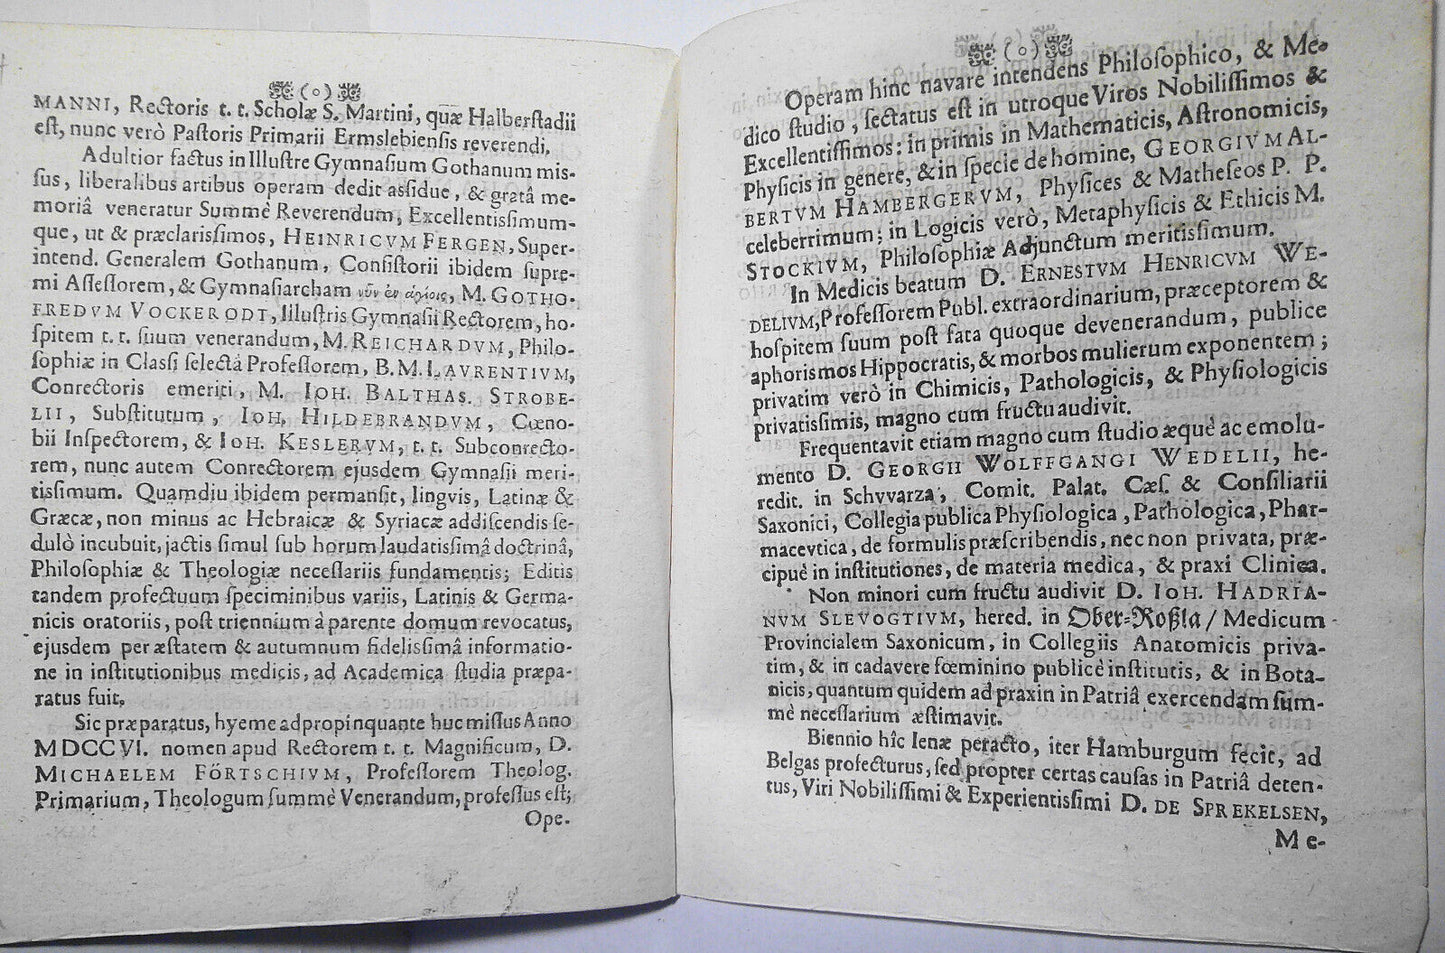 (o)
MANNI, Rectoris t. t. Scholæ S. Martini, quæ Halberſtadii
eſt, nunc verò Paſtoris Primarii Ermslebienſis reverendi.
Adultior factus in Illuſtre Gymnaſium Gothanum miſ-
ſus, liberalibus artibus operam dedit aſſidue, & gratâ me-
moriâ veneratur Summè Reverendum, Excellentiſſimum-
que, ut & præclariſſimos, HEINRICVM FERGEN, Super-
intend. Generalem Gothanum, Conſiſtorii ibidem ſupre-
mi Aſſeſſorem, & Gymnaſiarcham νῦν ἐν ἁγίοις, M. GOTHO-
FREDVM VOCKERODT, Illuſtris Gymnaſii Rectorem, ho-
ſpitem t. t. ſuum venerandum, M. REICHARDVM, Philo-
ſophiæ in Claſſi ſelectâ Profeſſorem, B. M. LAVRENTIVM,
Conrectoris emeriti, M. IOH. BALTHAS. STROBE-
LII, Subſtitutum, IOH. HILDEBRANDVM, Cœno-
bii Inſpectorem, & IOH. KESLERVM, t. t. Subconrecto-
rem, nunc autem Conrectorem ejuſdem Gymnaſii meri-
tiſſimum. Quamdiu ibidem permanſit, lingvis, Latinæ &
Græcæ, non minus ac Hebraicæ & Syriacæ addiſcendis ſe-
dulò incubuit, jactis ſimul ſub horum laudatiſſimâ doctrinâ,
Philoſophiæ & Theologiæ neceſſariis fundamentis; Editis
tandem profectuum ſpeciminibus variis, Latinis & Germa-
nicis oratoriis, poſt triennium â parente domum revocatus,
ejusdem per æſtatem & autumnum fideliſſimâ informatio-
ne in inſtitutionibus medicis, ad Academica ſtudia præpa-
ratus fuit.
Sic præparatus, hyeme adpropinquante huc miſſus Anno
MDCCVI. nomen apud Rectorem t. t. Magnificum, D.
MICHAELEM FÖRTSCHIVM, Profeſſorem Theolog.
Primarium, Theologum ſummè Venerandum, profeſſus eſt;
Ope-
(o)
Operam hinc navare intendens Philoſophico, & Me-
dico ſtudio, ſectatus eſt in utroque Viros Nobiliſſimos &
Excellentiſſimos: in primis in Mathematicis, Aſtronomicis,
Phyſicis in genere, & in ſpecie de homine, GEORGIVM AL-
BERTVM HAMBERGERVM, Phyſices & Matheſeos P. P.
celeberrimum; in Logicis verò, Metaphyſicis & Ethicis M.
STOCKIVM, Philoſophiæ Adjunctum meritiſſimum.
In Medicis beatum D. ERNESTVM HENRICVM WE-
DELIVM, Profeſſorem Publ. extraordinarium, præceptorem &
hoſpitem ſuum poſt fata quoque devenerandum, publice
aphorismos Hippocratis, & morbos mulierum exponentem;
privatim verò in Chimicis, Pathologicis, & Phyſiologicis
privatiſſimis, magno cum fructu audivit.
Frequentavit etiam magno cum ſtudio æquè ac emolu-
mento D. GEORGII WOLFFGANGI WEDELII, he-
redit. in Schvvarza, Comit. Palat. Cæſ. & Conſiliarii
Saxonici, Collegia publica Phyſiologica, Pathologica, Phar-
macevtica, de formulis præſcribendis, nec non privata, præ-
cipuè in inſtitutiones, de materia medica, & praxi Clinica.
Non minori cum fructu audivit D. IOH. HADRIA-
NVM SLEVOGTIVM, hered. in Ober-Roßla / Medicum
Provincialem Saxonicum, in Collegiis Anatomicis priva-
tim, & in cadavere fœminino publicè inſtitutis, & in Bota-
nicis, quantum quidem ad praxin in Patriâ exercendam ſum-
mè neceſſarium æſtimavit.
Biennio hîc Ienæ peracto, iter Hamburgum fecit, ad
Belgas profecturus, ſed propter certas cauſas in Patriâ deten-
tus, Viri Nobiliſſimi & Experientiſſimi D. DE SPREKELSEN,
Me-